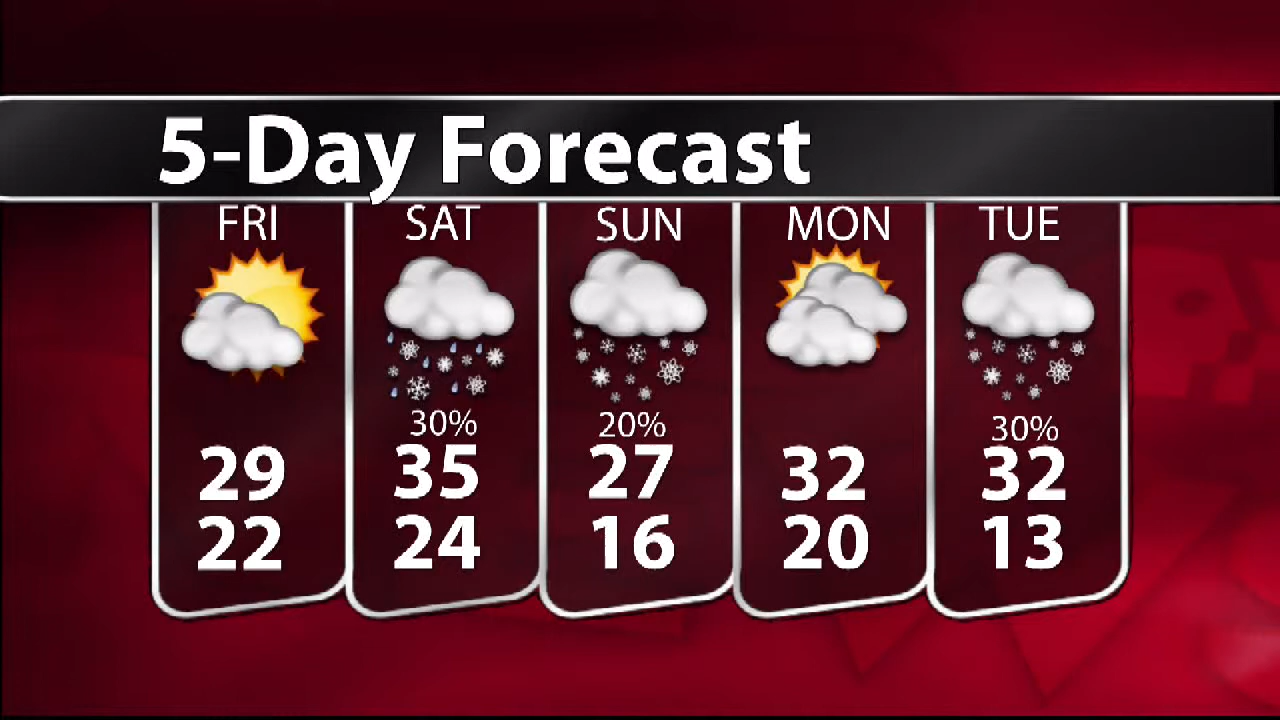 5-Day Forecast
FRI SAT SUN MON TUE
30% 20% 30%
29 35 27 32 32
22 24 16 20 13